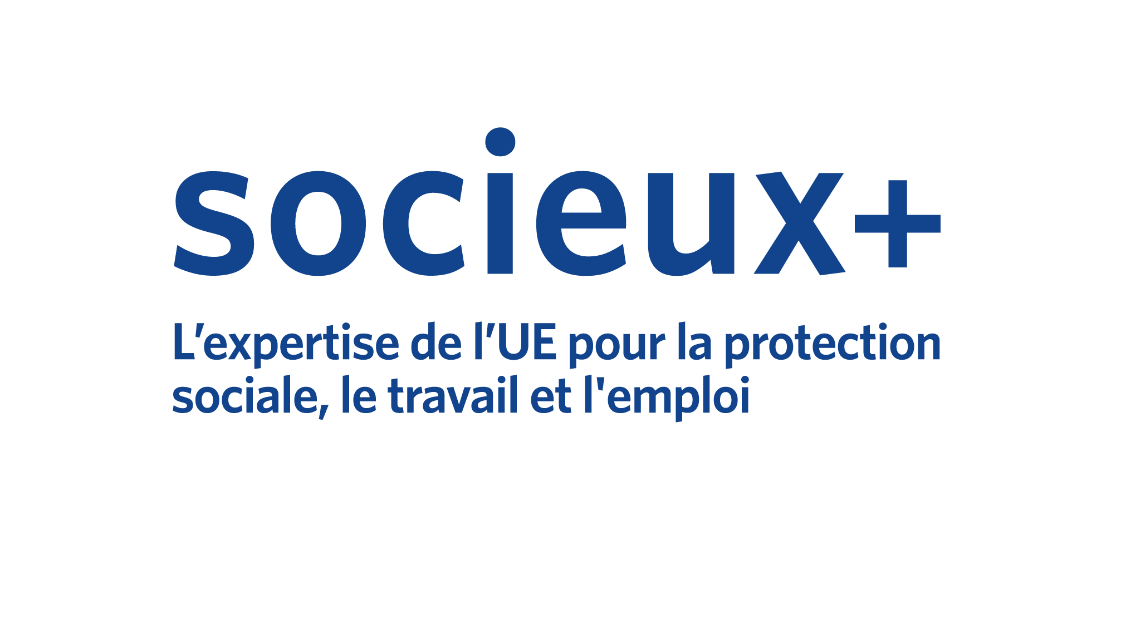 socieux+
L’expertise de l’UE pour la protection
sociale, le travail et l'emploi